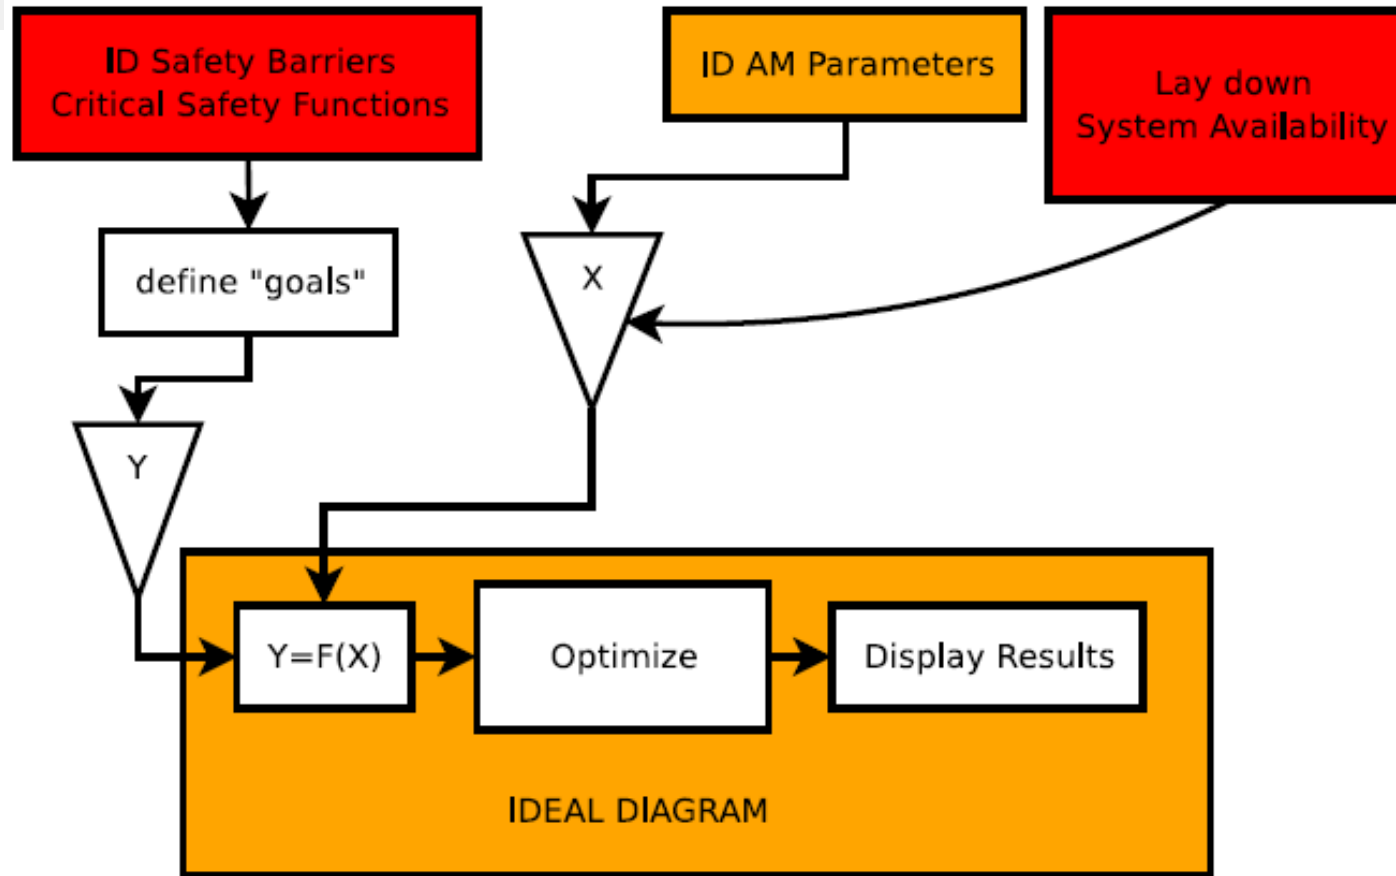 ID Safety Barriers
Critical Safety Functions
ID AM Parameters
Lay down
System Availability
define "goals"
X
Y
Y=F(X)
Optimize
Display Results
IDEAL DIAGRAM